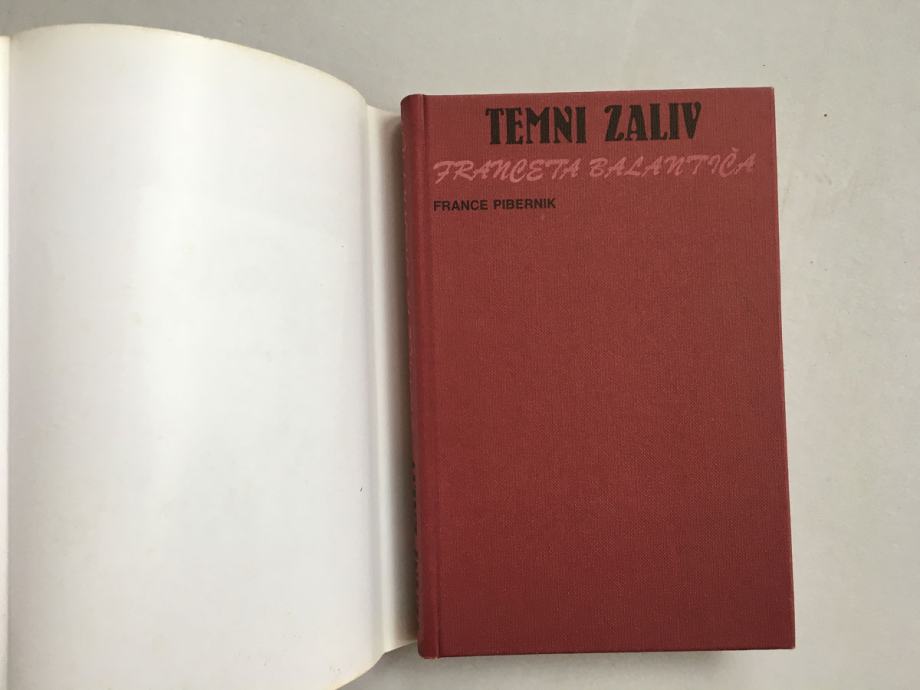 TEMNI ZALIV
FRANCETA BALANTIČA
FRANCE PIBERNIK